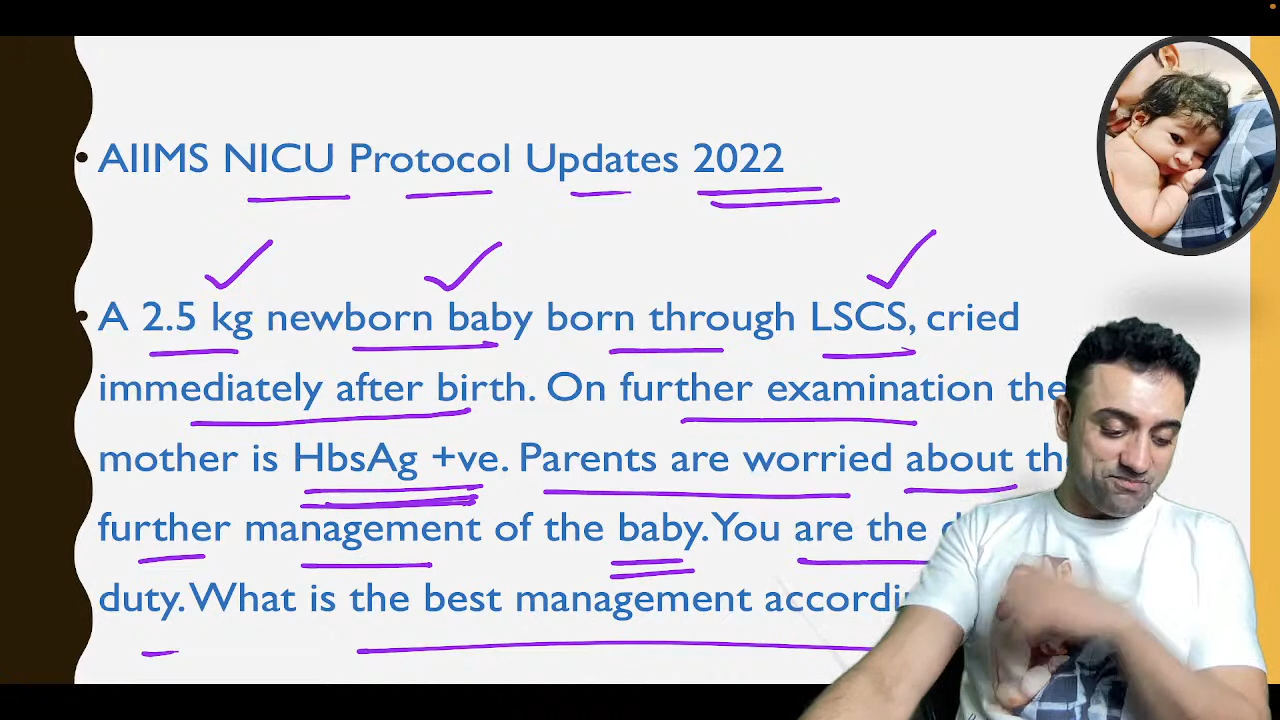 AIIMS NICU Protocol Updates 2022
A 2.5 kg newborn baby born through LSCS, cried
immediately after birth. On further examination the
mother is HbsAg +ve. Parents are worried about
further management of the baby. You are the
duty. What is the best management